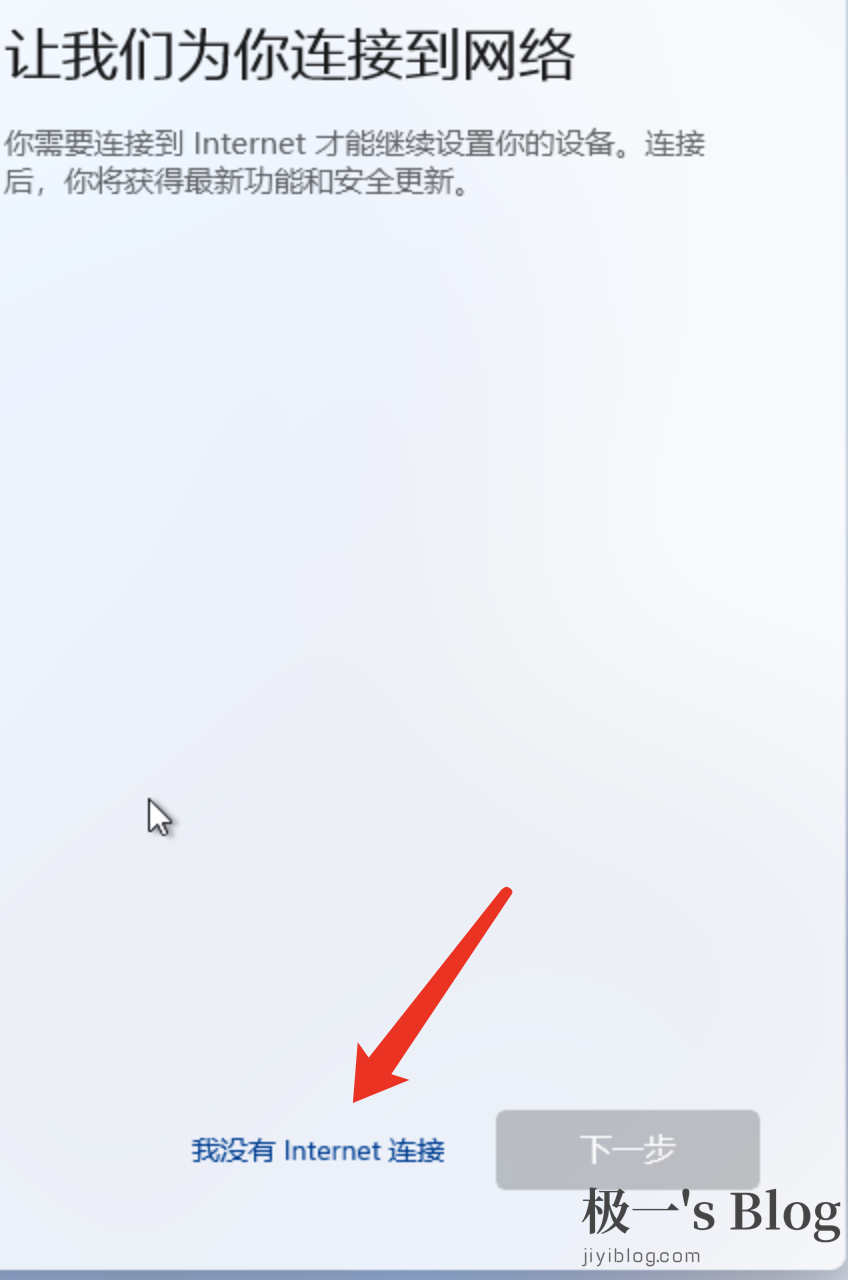 让我们为你连接到网络
你需要连接到 Internet 才能继续设置你的设备。连接
后，你将获得最新功能和安全更新。
我没有 Internet 连接
下一步
极一's Blog
jiyiblog.com